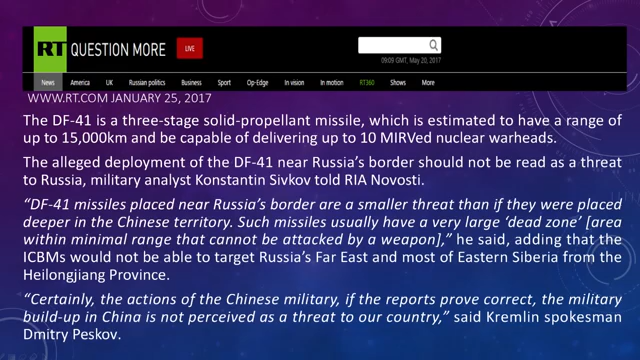 RT QUESTION MORE LIVE
09:09 GMT, May 20, 2017
News America UK Russian politics Business Sport Op-Edge In vision In motion RT360 Shows More
WWW.RT.COM JANUARY 25, 2017
The DF-41 is a three-stage solid-propellant missile, which is estimated to have a range of
up to 15,000km and be capable of delivering up to 10 MIRVed nuclear warheads.
The alleged deployment of the DF-41 near Russia's border should not be read as a threat
to Russia, military analyst Konstantin Sivkov told RIA Novosti.
“DF-41 missiles placed near Russia's border are a smaller threat than if they were placed
deeper in the Chinese territory. Such missiles usually have a very large ‘dead zone’ [area
within minimal range that cannot be attacked by a weapon],” he said, adding that the
ICBMs would not be able to target Russia's Far East and most of Eastern Siberia from the
Heilongjiang Province.
“Certainly, the actions of the Chinese military, if the reports prove correct, the military
build-up in China is not perceived as a threat to our country,” said Kremlin spokesman
Dmitry Peskov.